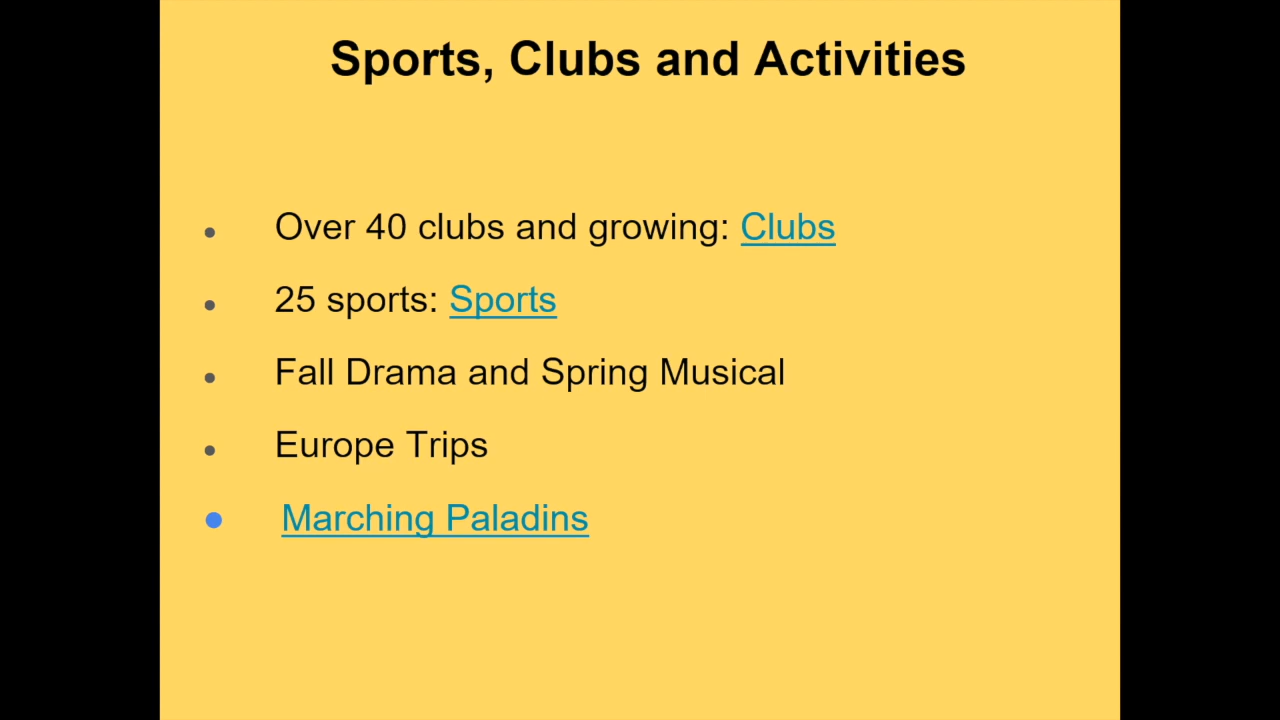 Sports, Clubs and Activities
Over 40 clubs and growing: Clubs
25 sports: Sports
Fall Drama and Spring Musical
Europe Trips
Marching Paladins